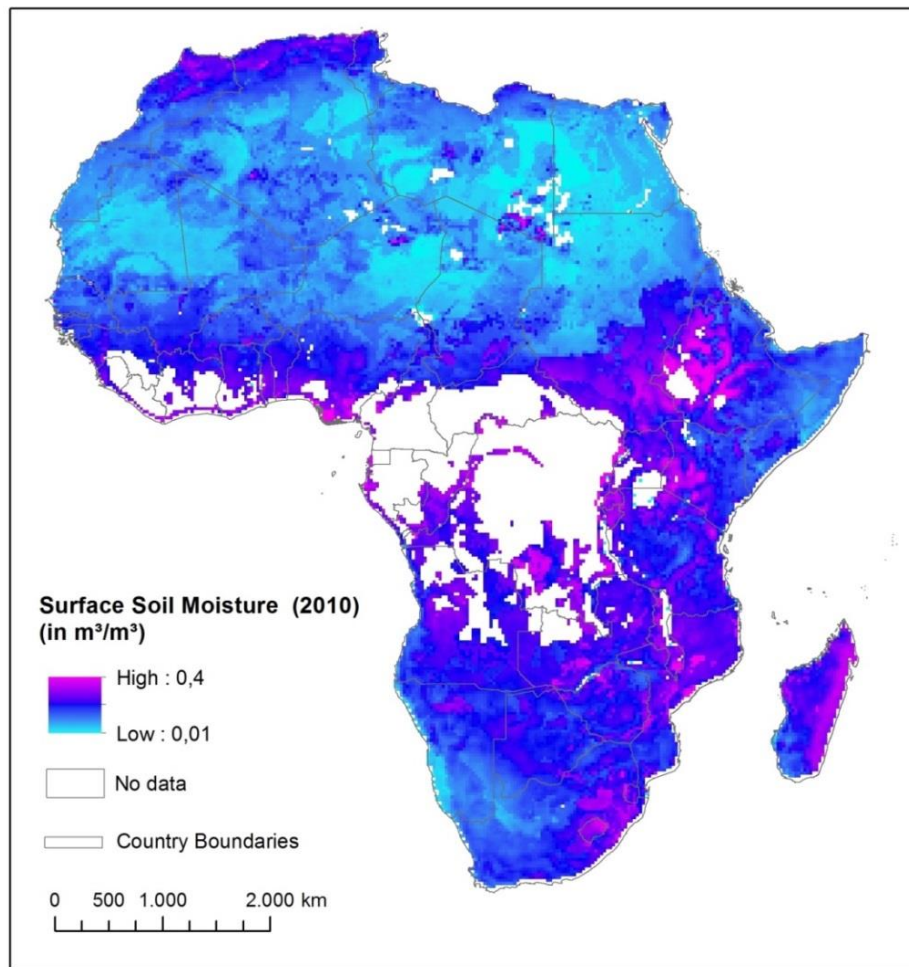 Surface Soil Moisture (2010)
(in m³/m³)
High : 0,4
Low : 0,01
No data
Country Boundaries
0 500 1.000 2.000 km